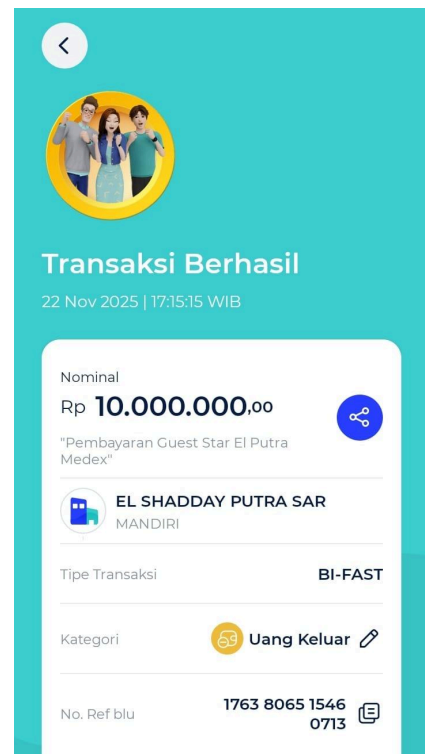 Transaksi Berhasil
22 Nov 2025 | 17:15:15 WIB
Nominal
Rp 10.000.000,00
"Pembayaran Guest Star El Putra
Medex"
EL SHADDAY PUTRA SAR
MANDIRI
Tipe Transaksi BI-FAST
Kategori Uang Keluar
No. Ref blu 1763 8065 1546
0713